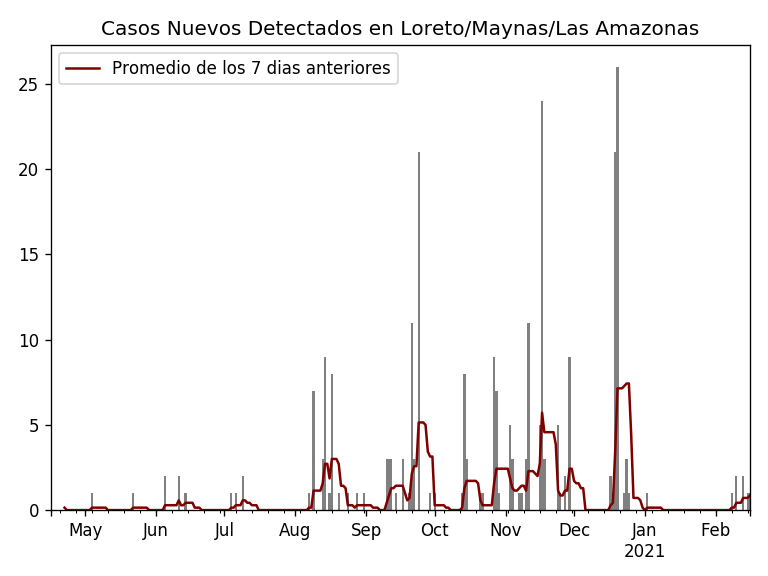 Casos Nuevos Detectados en Loreto/Maynas/Las Amazonas
Promedio de los 7 dias anteriores
25
20
15
10
5
0
May Jun Jul Aug Sep Oct Nov Dec Jan Feb
2021